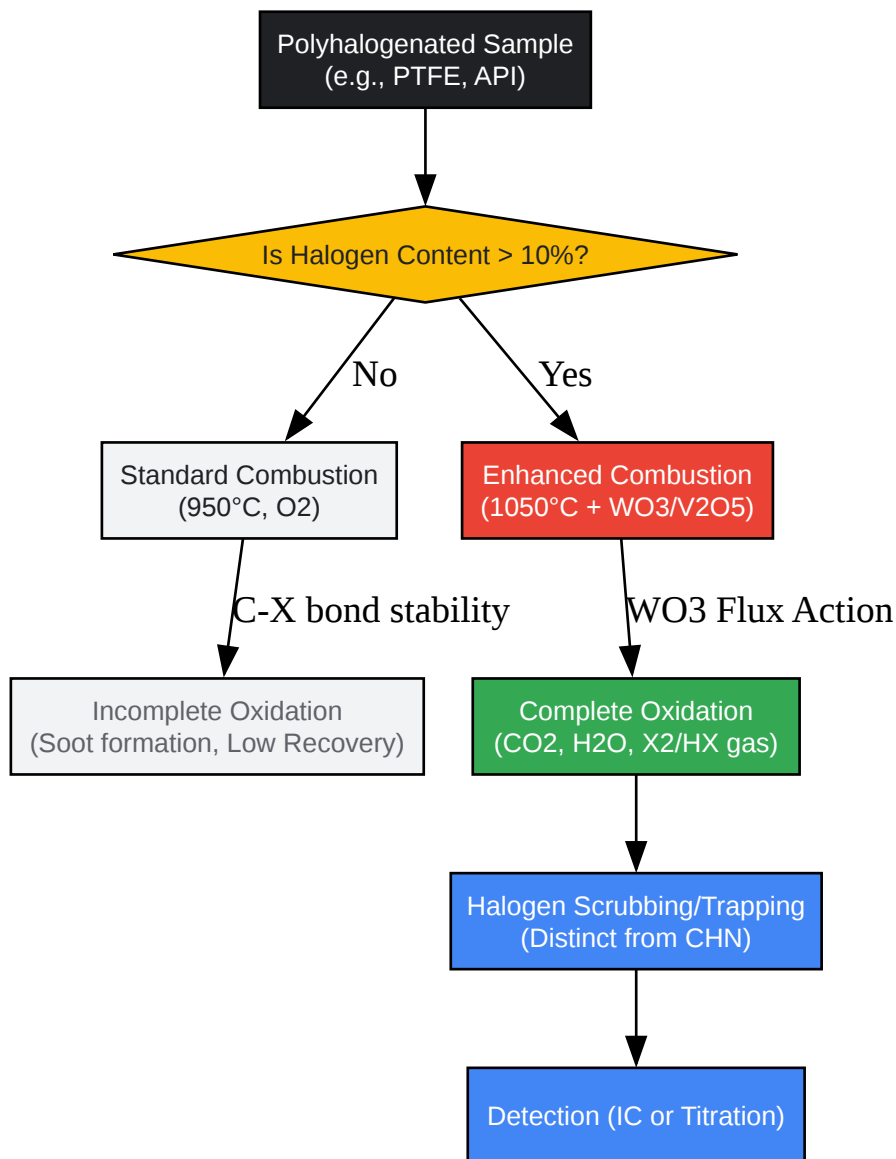 Polyhalogenated Sample
(e.g., PTFE, API)
Is Halogen Content > 10%?
No
Yes
Standard Combustion
(950°C, O2)
Enhanced Combustion
(1050°C + WO3/V2O5)
C-X bond stability
WO3 Flux Action
Incomplete Oxidation
(Soot formation, Low Recovery)
Complete Oxidation
(CO2, H2O, X2/HX gas)
Halogen Scrubbing/Trapping
(Distinct from CHN)
Detection (IC or Titration)